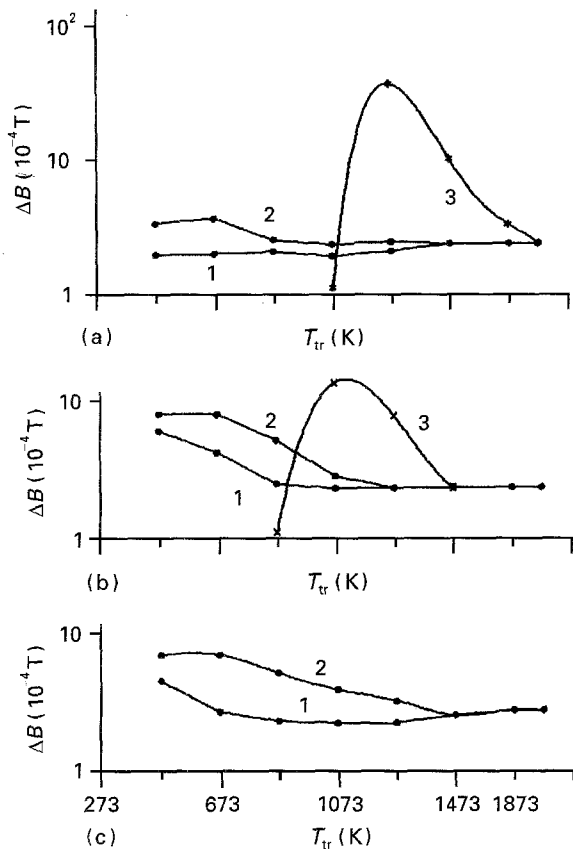 10²
ΔB (10⁻⁴T)
10
2
3
1
1
(a)
T_tr (K)
10
ΔB (10⁻⁴T)
2
3
1
1
(b)
T_tr (K)
10
ΔB (10⁻⁴T)
2
1
1
273 673 1073 1473 1873
(c)
T_tr (K)